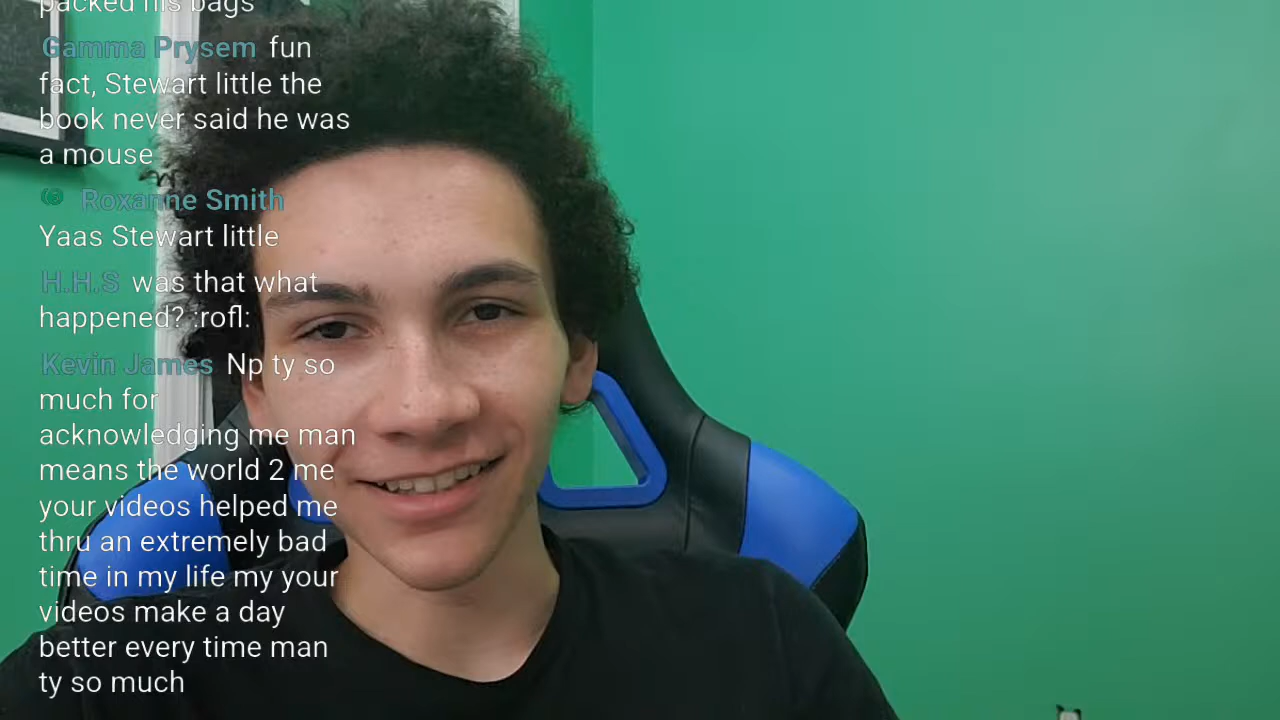 packed his bags
Gamma Prysem fun
fact, Stewart little the
book never said he was
a mouse
Roxanne Smith
Yaas Stewart little
H.H.S was that what
happened? :rofl:
Kevin James Np ty so
much for
acknowledging me man
means the world 2 me
your videos helped me
thru an extremely bad
time in my life my your
videos make a day
better every time man
ty so much